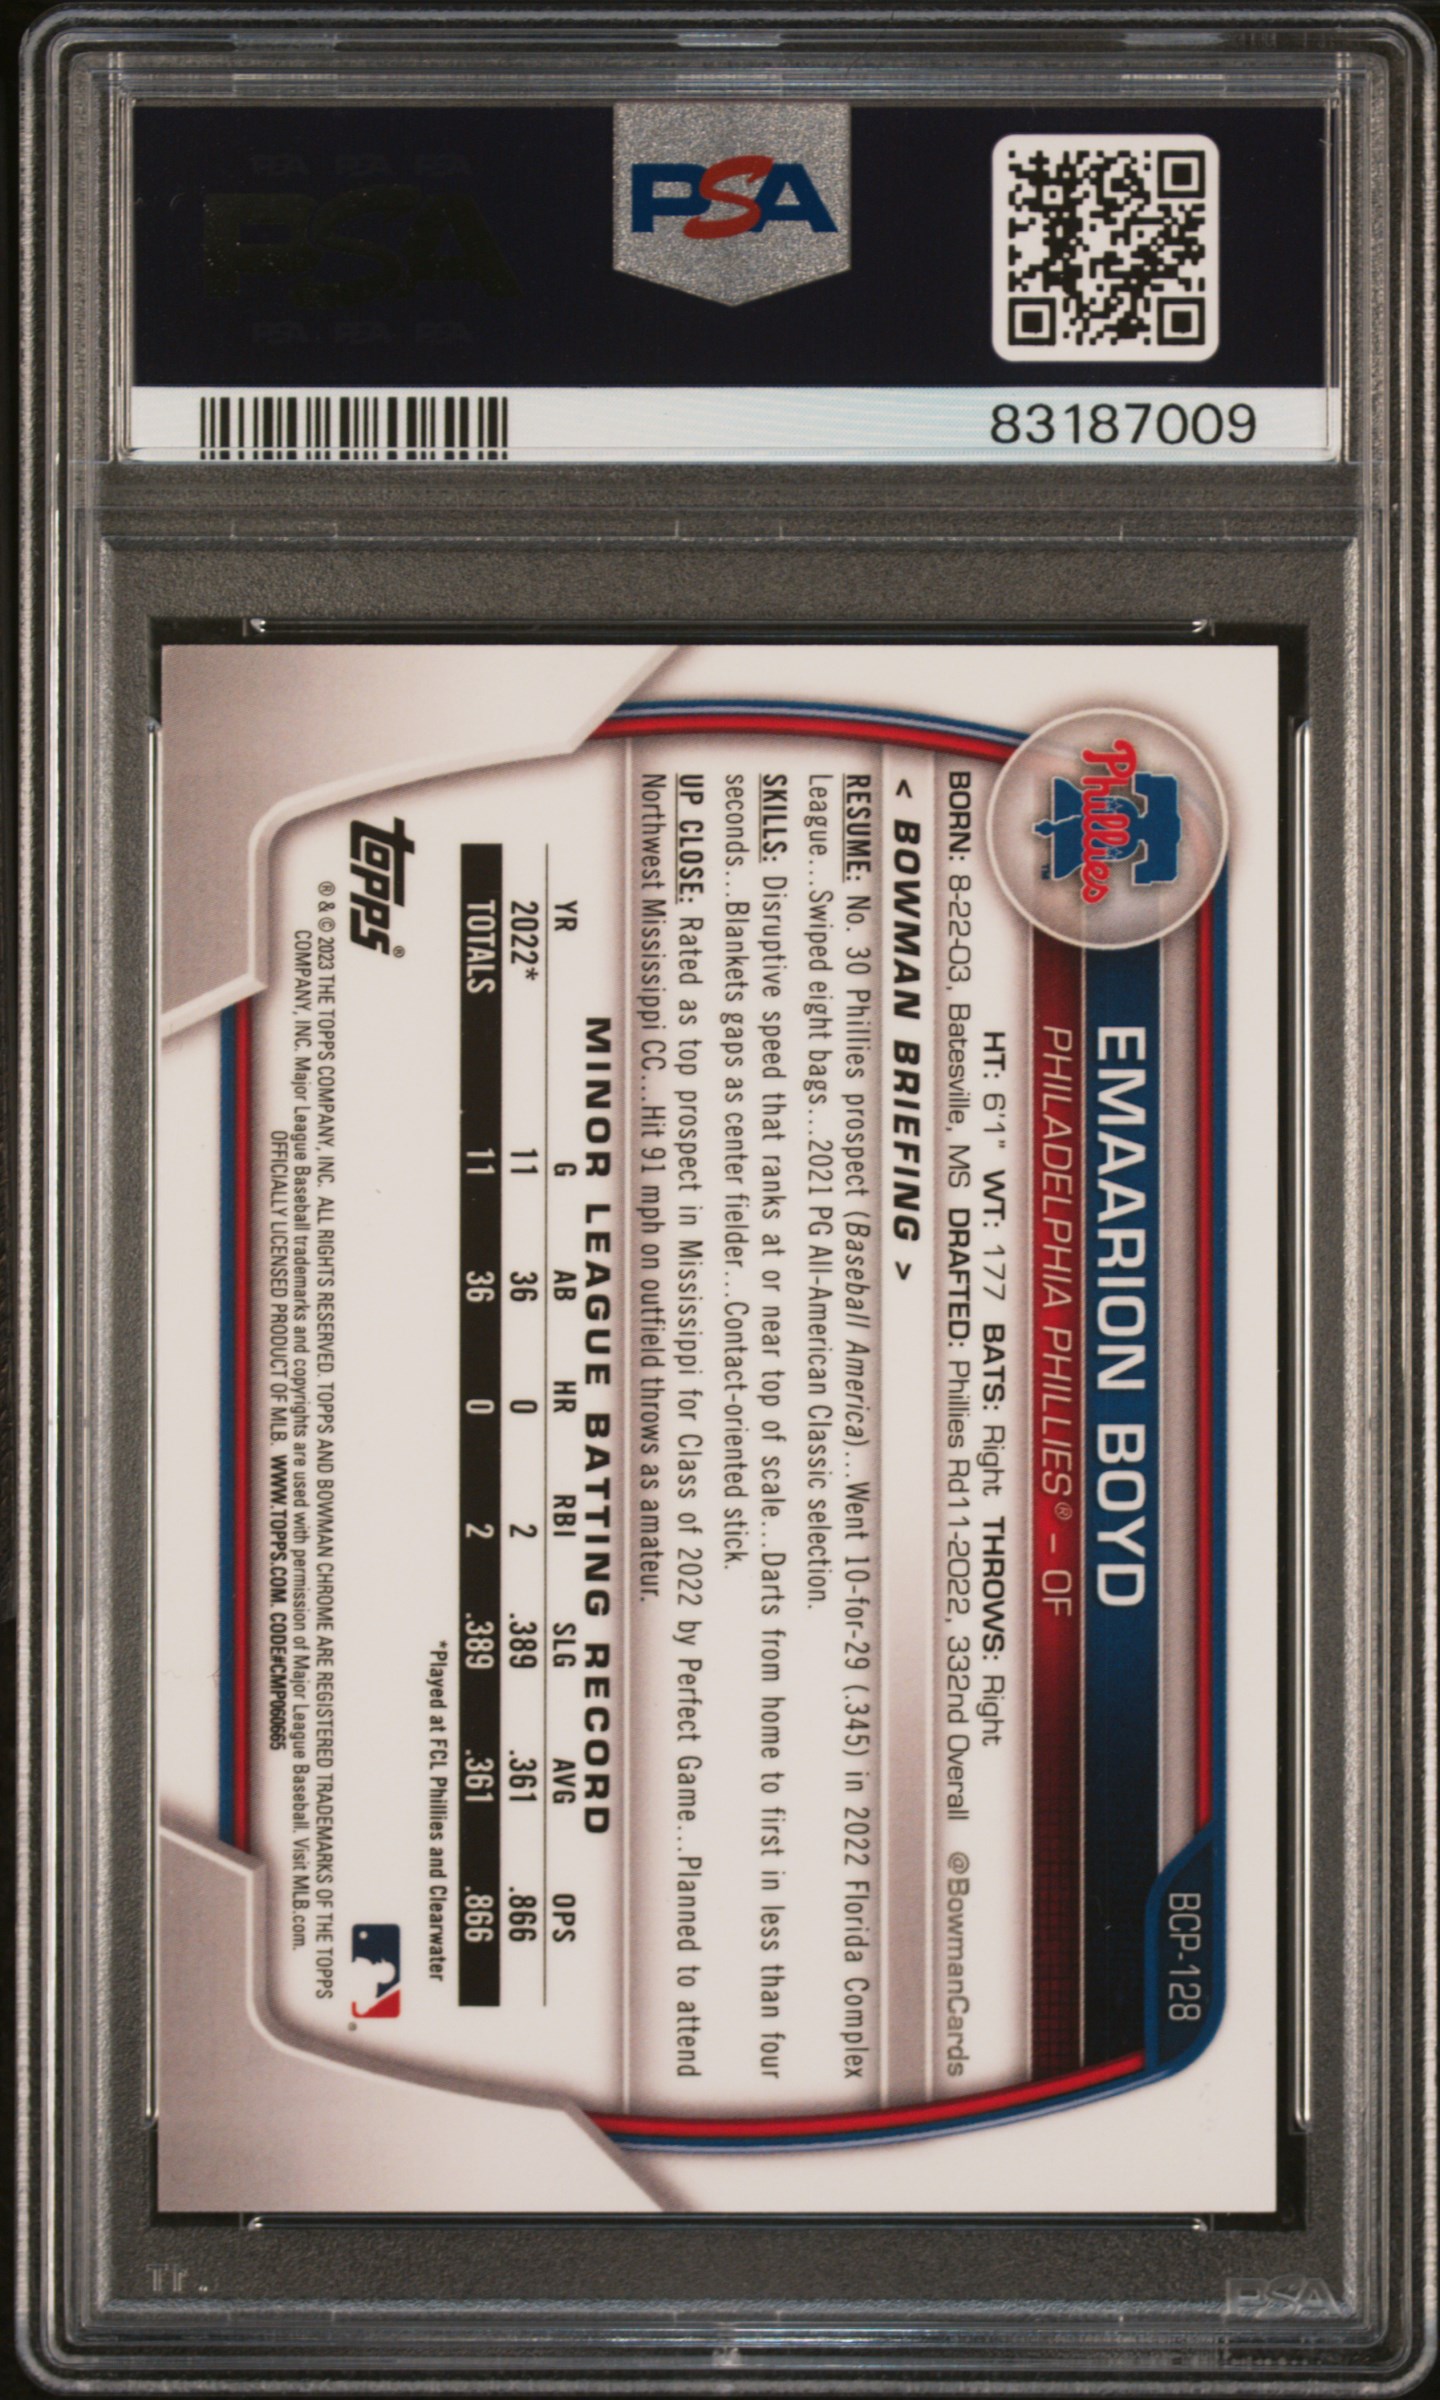 PSA
83187009
BCP-128
Phillies
EMAARION BOYD
PHILADELPHIA PHILLIES® – OF
HT: 6'1" WT: 177 BATS: Right THROWS: Right
BORN: 8-22-03, Batesville, MS DRAFTED: Phillies Rd11-2022, 332nd Overall @BowmanCards
< BOWMAN BRIEFING >
RESUME: No. 30 Phillies prospect (Baseball America)...Went 10-for-29 (.345) in 2022 Florida Complex
League...Swiped eight bags...2021 PG All-American Classic selection.
SKILLS: Disruptive speed that ranks at or near top of scale...Darts from home to first in less than four
seconds...Blankets gaps as center fielder...Contact-oriented stick.
UP CLOSE: Rated as top prospect in Mississippi for Class of 2022 by Perfect Game...Planned to attend
Northwest Mississippi CC...Hit 91 mph on outfield throws as amateur.
MINOR LEAGUE BATTING RECORD
YR G AB HR RBI SLG AVG OPS
2022* 11 36 0 2 .389 .361 .866
TOTALS 11 36 0 2 .389 .361 .866
*Played at FCL Phillies and Clearwater
topps®
® & © 2023 THE TOPPS COMPANY, INC. ALL RIGHTS RESERVED. TOPPS AND BOWMAN CHROME ARE REGISTERED TRADEMARKS OF THE TOPPS
COMPANY, INC. Major League Baseball trademarks and copyrights are used with permission of Major League Baseball. Visit MLB.com.
OFFICIALLY LICENSED PRODUCT OF MLB. WWW.TOPPS.COM. CODE#CMP060665
PSA